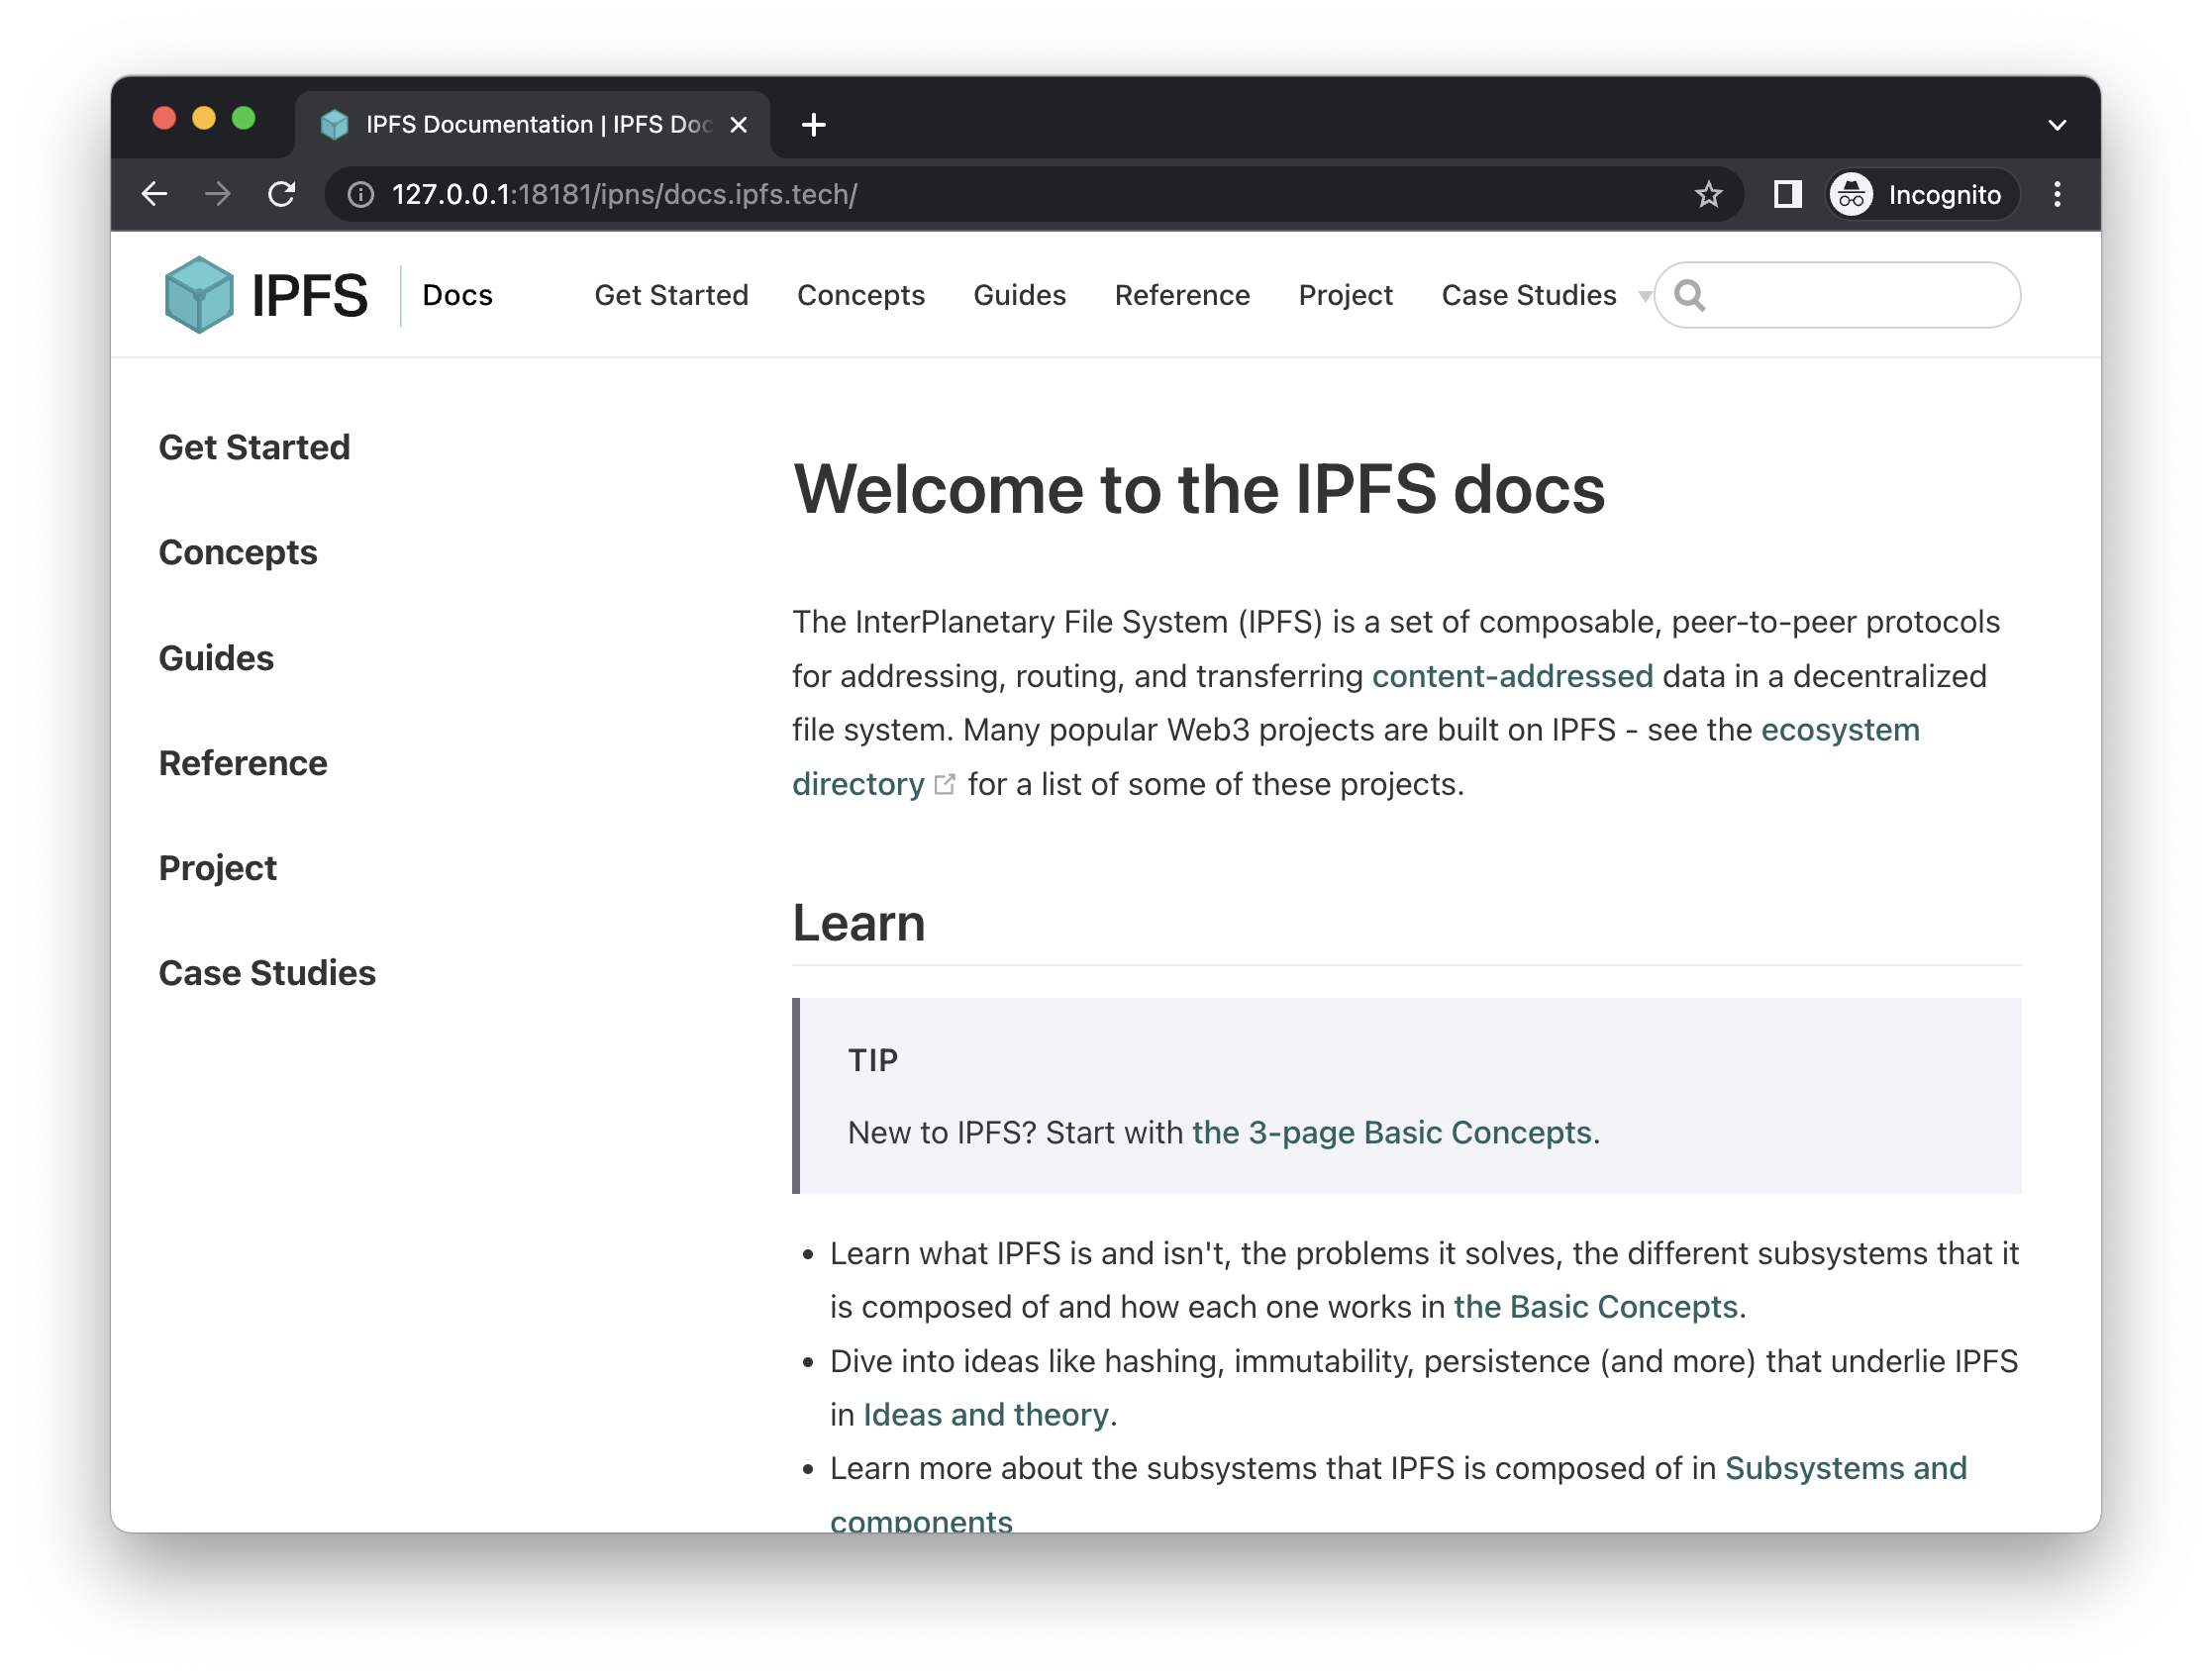 IPFS Documentation | IPFS Doc
127.0.0.1:18181/ipns/docs.ipfs.tech/
Incognito
IPFS Docs Get Started Concepts Guides Reference Project Case Studies
Get Started
Concepts
Guides
Reference
Project
Case Studies
Welcome to the IPFS docs
The InterPlanetary File System (IPFS) is a set of composable, peer-to-peer protocols
for addressing, routing, and transferring content-addressed data in a decentralized
file system. Many popular Web3 projects are built on IPFS - see the ecosystem
directory for a list of some of these projects.
Learn
TIP
New to IPFS? Start with the 3-page Basic Concepts.
Learn what IPFS is and isn't, the problems it solves, the different subsystems that it
is composed of and how each one works in the Basic Concepts.
Dive into ideas like hashing, immutability, persistence (and more) that underlie IPFS
in Ideas and theory.
Learn more about the subsystems that IPFS is composed of in Subsystems and
components